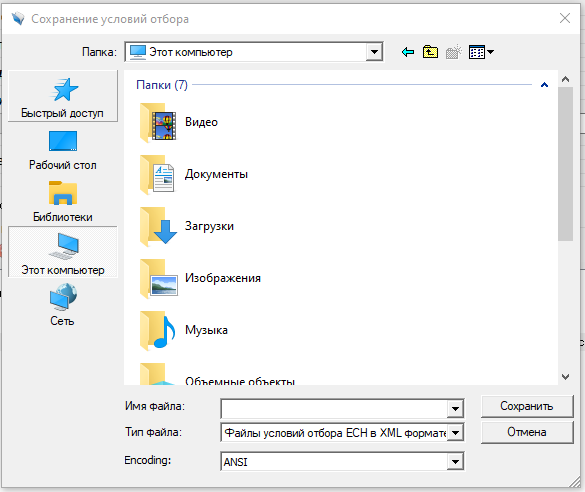 Сохранение условий отбора
Папка: Этот компьютер
Быстрый доступ
Рабочий стол
Библиотеки
Этот компьютер
Сеть
Папки (7)
Видео
Документы
Загрузки
Изображения
Музыка
Объемные объекты
Имя файла:
Сохранить
Тип файла: Файлы условий отбора ECH в XML формате
Отмена
Encoding: ANSI